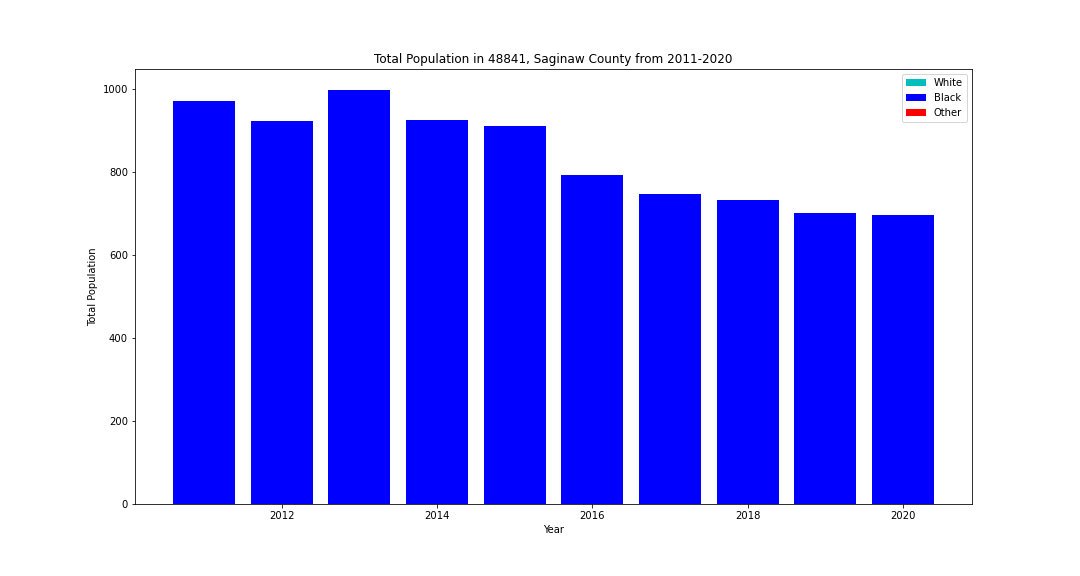 Total Population in 48841, Saginaw County from 2011-2020
White
Black
Other
1000
800
600
400
200
0
Total Population
2012
2014
2016
2018
2020
Year